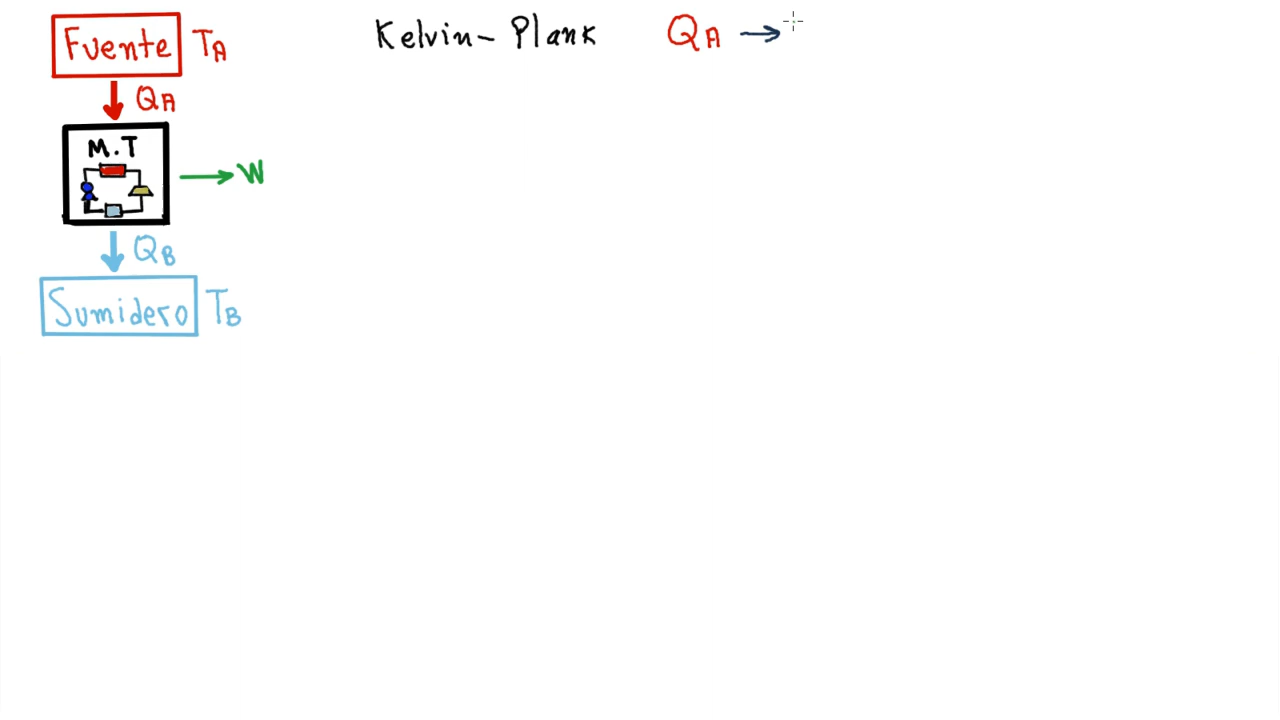 Fuente TA
QA
M.T
W
QB
Sumidero TB
Kelvin- Plank QA →